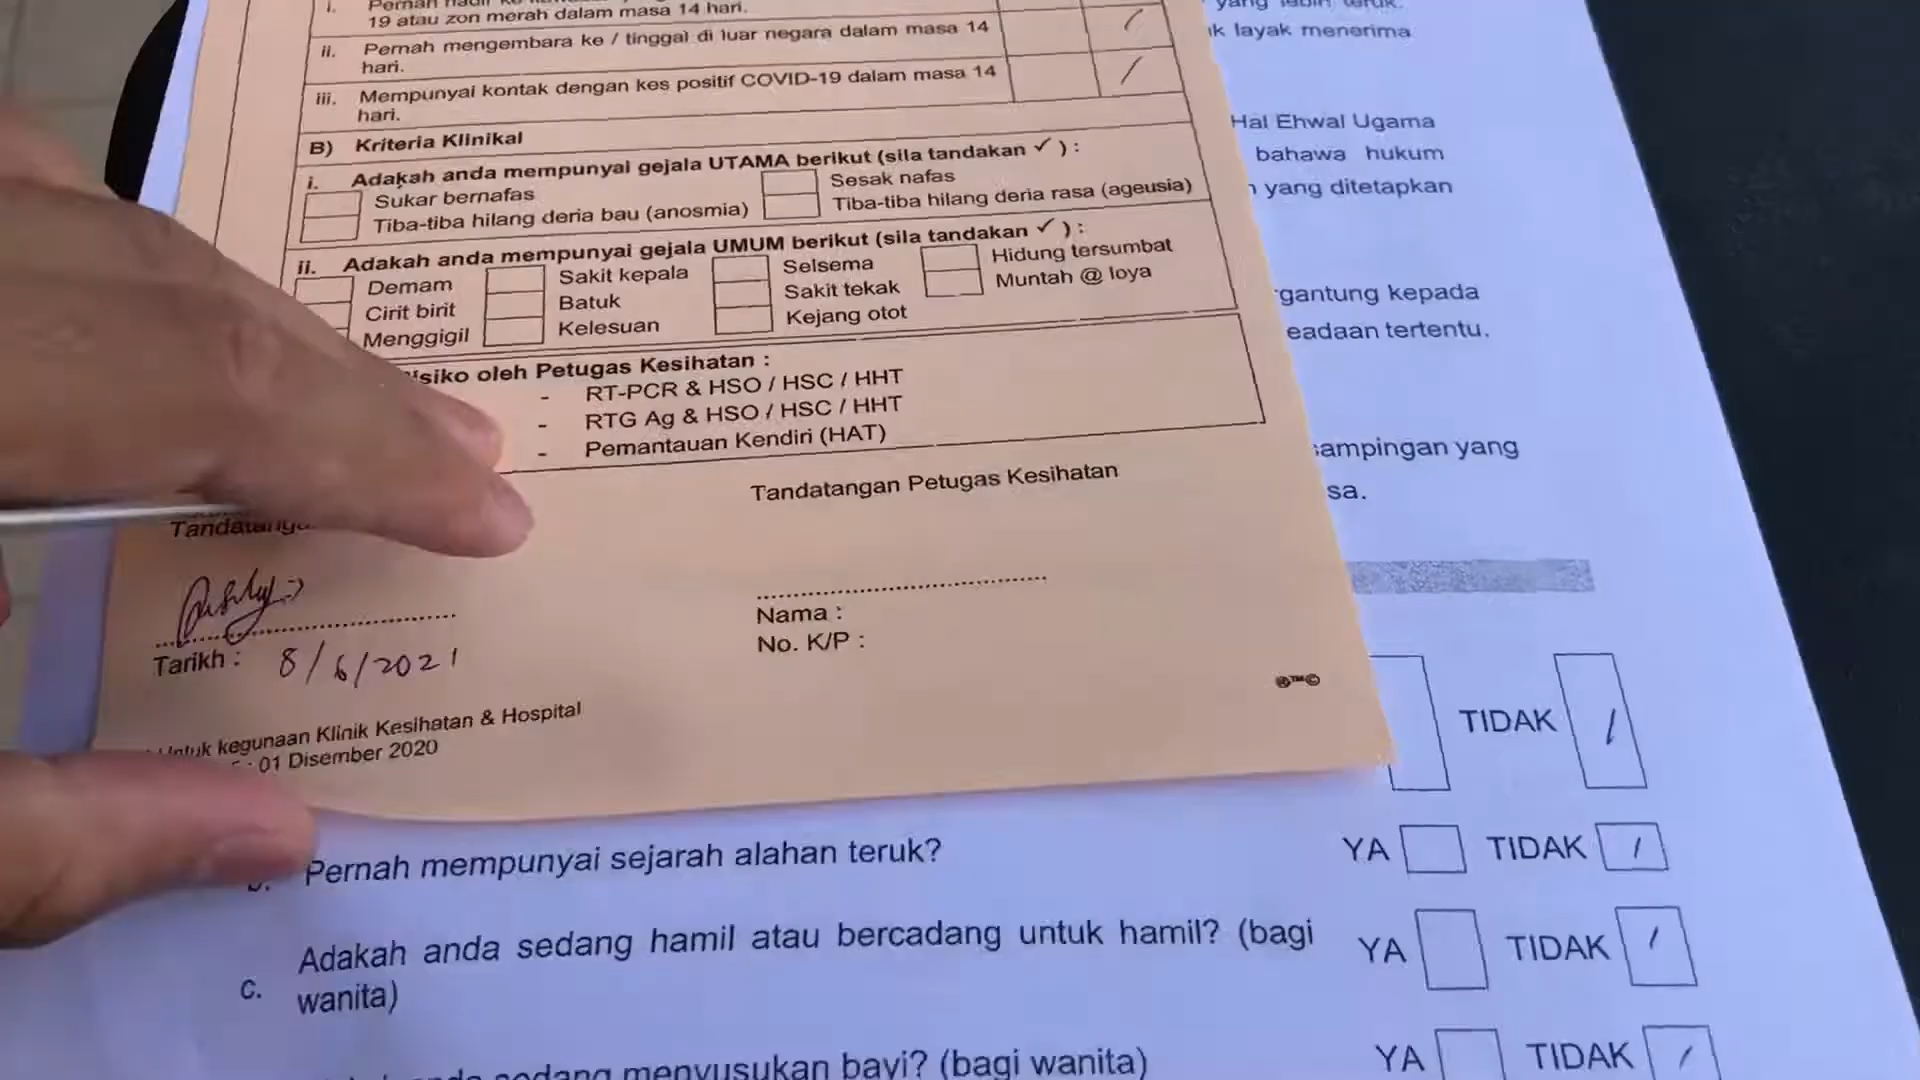 i. Pernah hadir ke
19 atau zon merah dalam masa 14 hari.
ii. Pernah mengembara ke / tinggal di luar negara dalam masa 14
hari.
/
iii. Mempunyai kontak dengan kes positif COVID-19 dalam masa 14
hari.
/
B) Kriteria Klinikal
i. Adakah anda mempunyai gejala UTAMA berikut (sila tandakan ✓ ) :
Sukar bernafas
Sesak nafas
Tiba-tiba hilang deria bau (anosmia)
Tiba-tiba hilang deria rasa (ageusia)
ii. Adakah anda mempunyai gejala UMUM berikut (sila tandakan ✓ ) :
Demam Sakit kepala Selsema Hidung tersumbat
Cirit birit Batuk Sakit tekak Muntah @ loya
Menggigil Kelesuan Kejang otot
oleh Petugas Kesihatan :
- RT-PCR & HSO / HSC / HHT
- RTG Ag & HSO / HSC / HHT
- Pemantauan Kendiri (HAT)
Tandatangan Petugas Kesihatan
Nama :
No. K/P :
Tarikh : 8/6/2021
®™©
Untuk kegunaan Klinik Kesihatan & Hospital
01 Disember 2020
yang lebih teruk.
layak menerima
Hal Ehwal Ugama
bahawa hukum
yang ditetapkan
kepada
tertentu.
yang
TIDAK /
Pernah mempunyai sejarah alahan teruk? YA TIDAK /
c. Adakah anda sedang hamil atau bercadang untuk hamil? (bagi
wanita) YA TIDAK /
sedang menyusukan bayi? (bagi wanita) YA TIDAK /